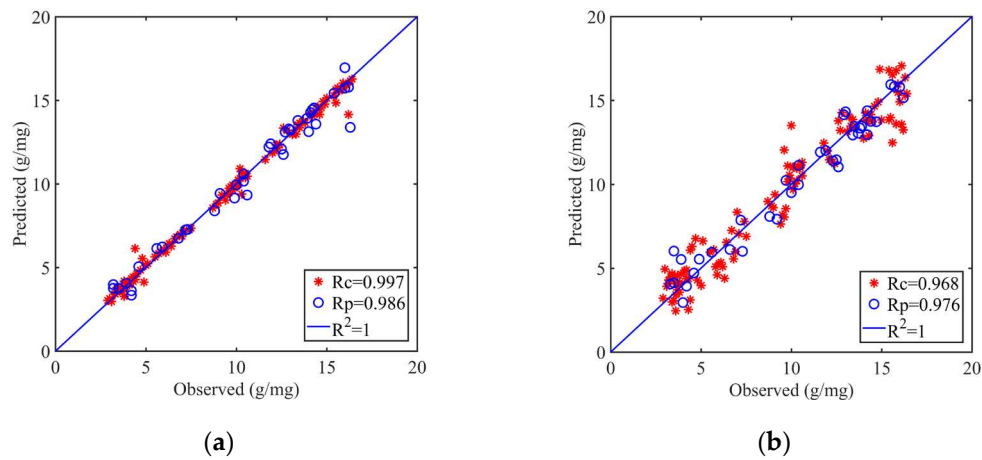 20
15
10
5
0
Predicted (g/mg)
Rc=0.997
Rp=0.986
R²=1
0 5 10 15 20
Observed (g/mg)
(a)
20
15
10
5
0
Predicted (g/mg)
Rc=0.968
Rp=0.976
R²=1
0 5 10 15 20
Observed (g/mg)
(b)